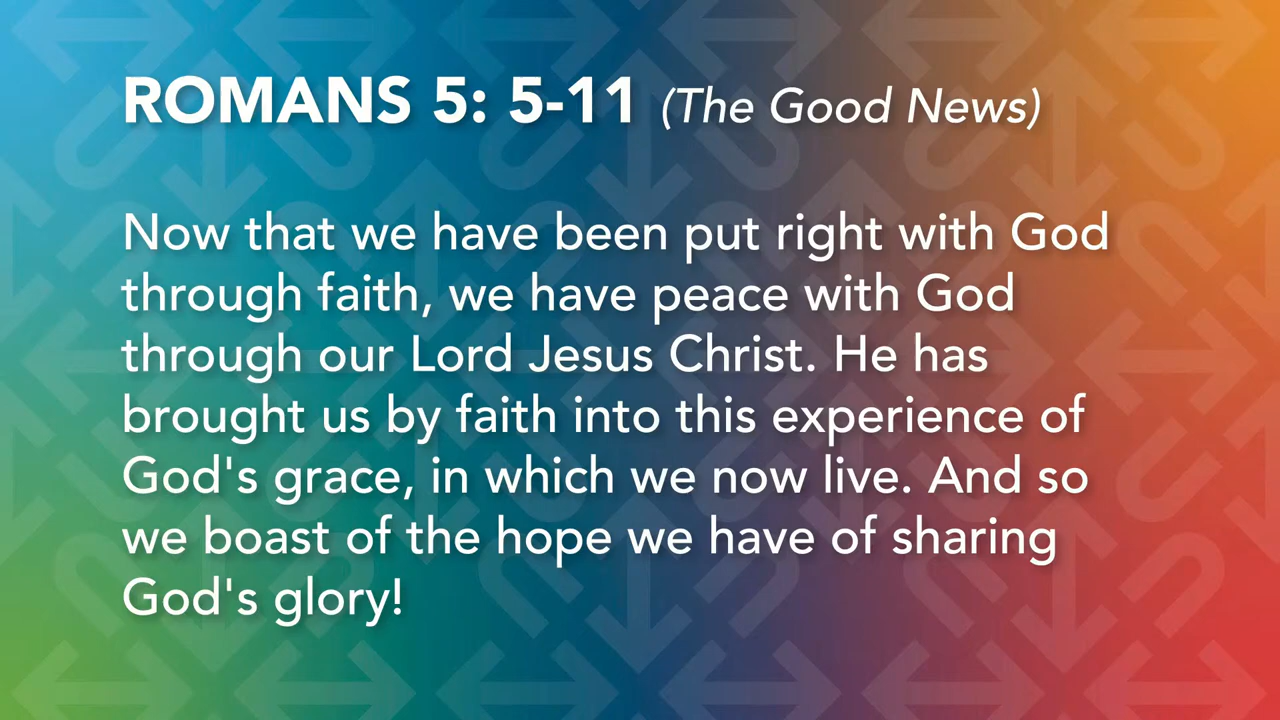 ROMANS 5: 5-11 (The Good News)
Now that we have been put right with God
through faith, we have peace with God
through our Lord Jesus Christ. He has
brought us by faith into this experience of
God's grace, in which we now live. And so
we boast of the hope we have of sharing
God's glory!